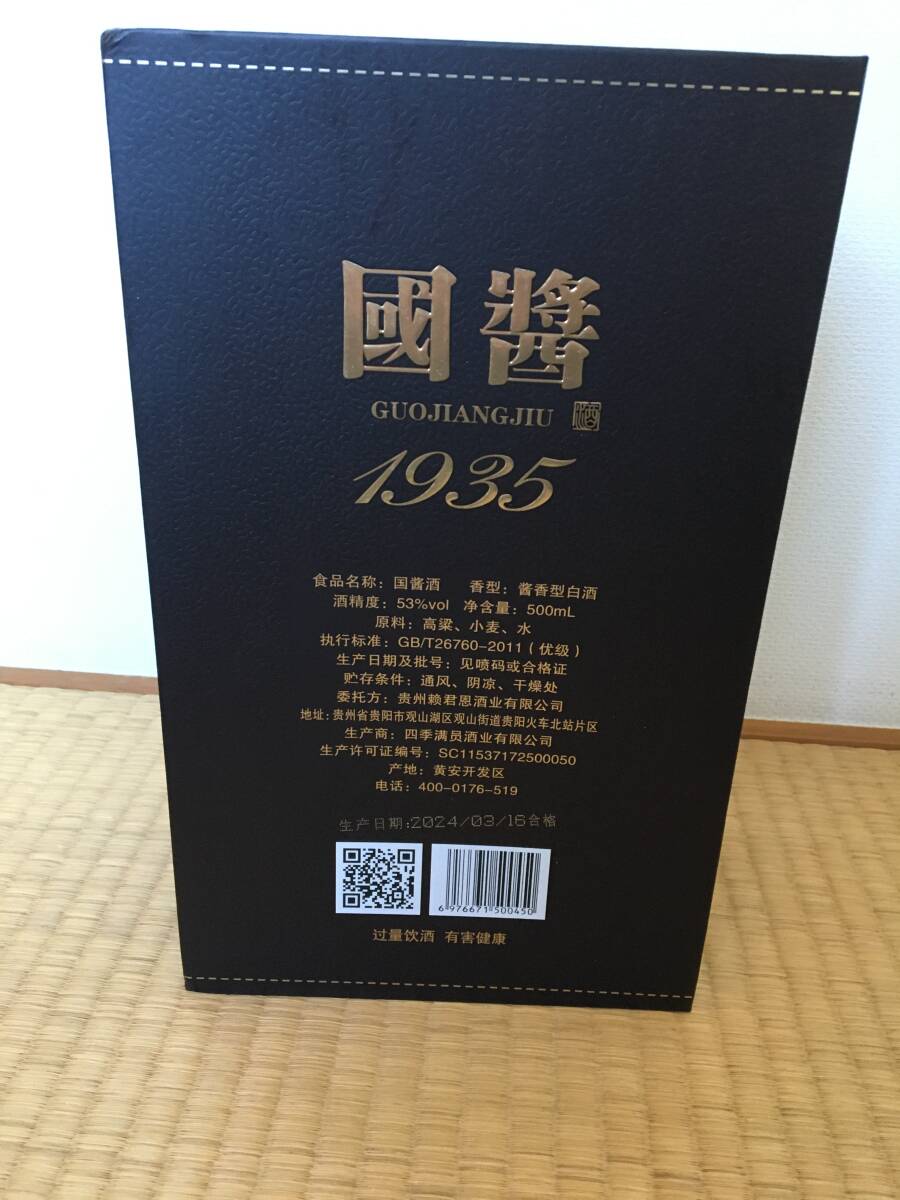 國醬
GUOJIANGJIU 酒
1935
食品名称：国酱酒 香型：酱香型白酒
酒精度：53%vol 净含量：500mL
原料：高粱、小麦、水
执行标准：GB/T26760-2011（优级）
生产日期及批号：见喷码或合格证
贮存条件：通风、阴凉、干燥处
委托方：贵州赖君恩酒业有限公司
地址：贵州省贵阳市观山湖区观山街道贵阳火车北站片区
生产商：四季满员酒业有限公司
生产许可证编号：SC11537172500050
产地：黄安开发区
电话：400-0176-519
生产日期:2024/03/16合格
6 976671 500450
过量饮酒 有害健康